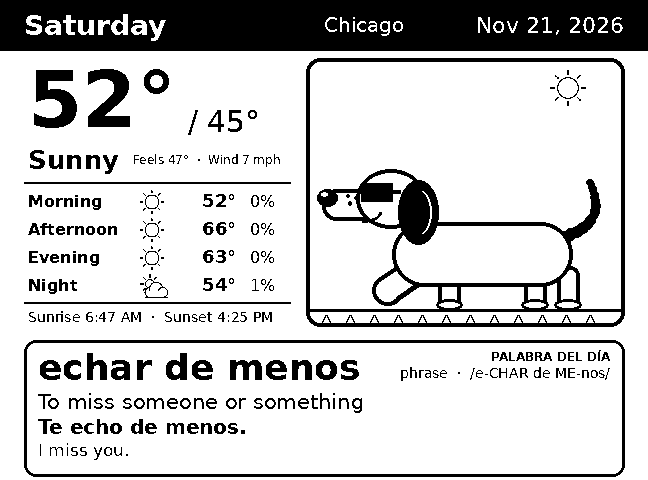 Saturday Chicago Nov 21, 2026
52° / 45°
Sunny Feels 47° · Wind 7 mph
Morning 52° 0%
Afternoon 66° 0%
Evening 63° 0%
Night 54° 1%
Sunrise 6:47 AM · Sunset 4:25 PM
echar de menos
PALABRA DEL DÍA
phrase · /e-CHAR de ME-nos/
To miss someone or something
Te echo de menos.
I miss you.